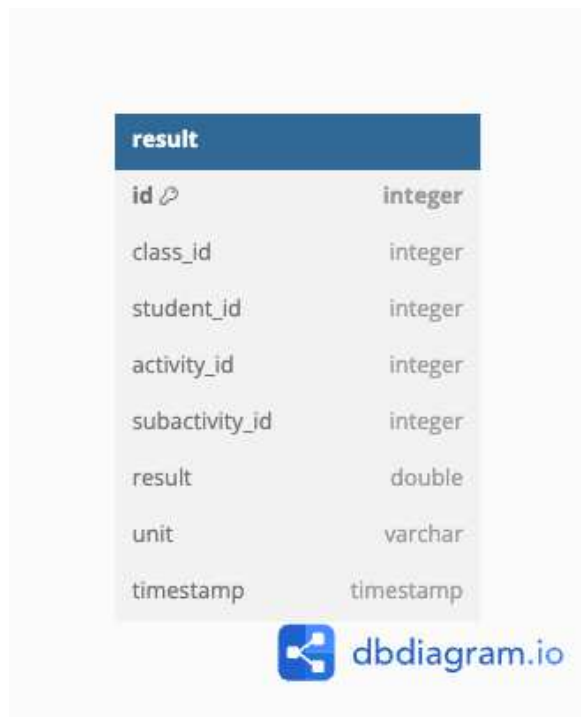 result
id integer
class_id integer
student_id integer
activity_id integer
subactivity_id integer
result double
unit varchar
timestamp timestamp
dbdiagram.io